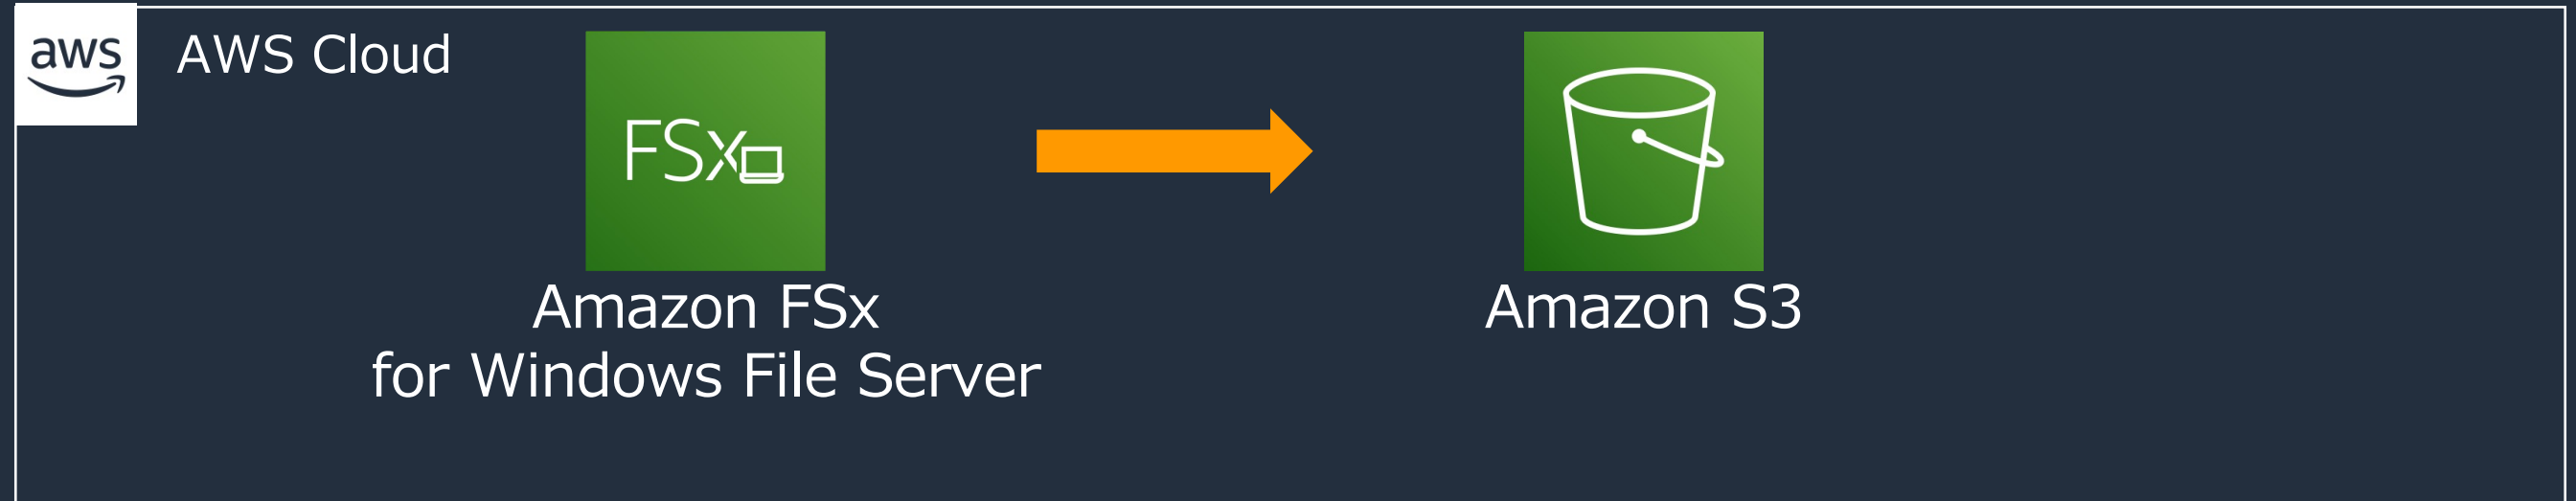 aws
AWS Cloud
FSx
Amazon FSx
for Windows File Server
Amazon S3